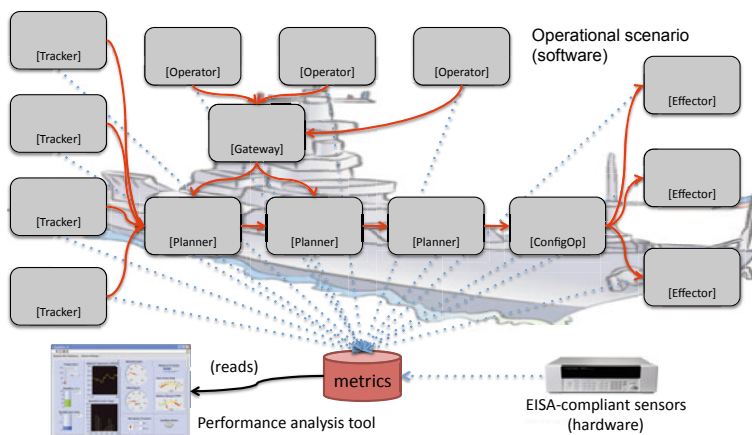 Operational scenario
(software)
[Tracker]
[Operator]
[Operator]
[Operator]
[Effector]
[Tracker]
[Gateway]
[Effector]
[Tracker]
[Planner]
[Planner]
[Planner]
[ConfigOp]
[Tracker]
[Effector]
(reads)
metrics
Performance analysis tool
EISA-compliant sensors
(hardware)